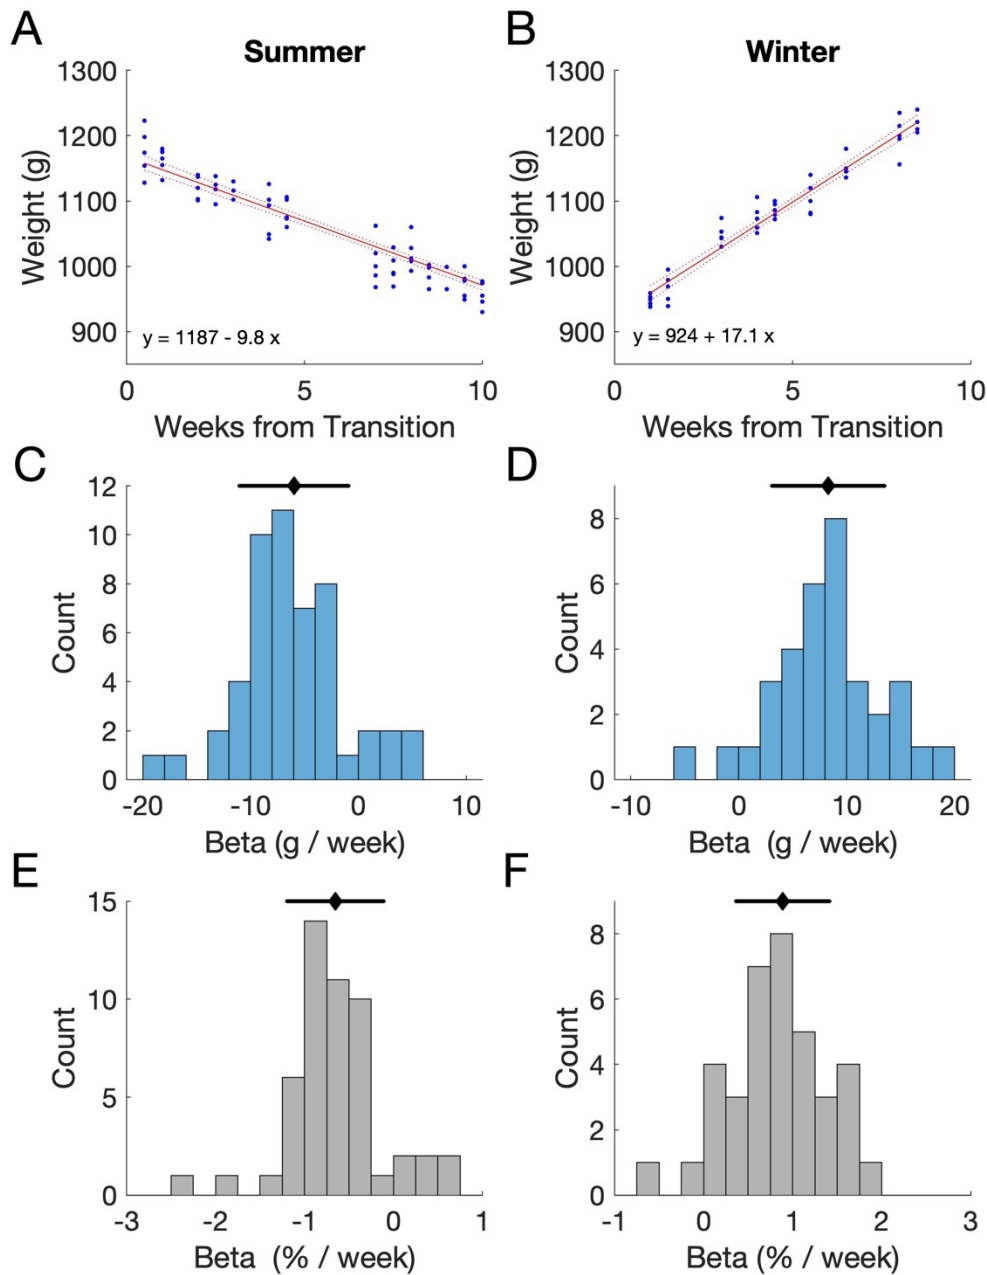 A
Summer
B
Winter
1300
1200
1100
1000
900
Weight (g)
y = 1187 - 9.8 x
0
5
10
Weeks from Transition
1300
1200
1100
1000
900
Weight (g)
y = 924 + 17.1 x
0
5
10
Weeks from Transition
C
12
10
8
6
4
2
0
Count
-20
-10
0
10
Beta (g / week)
D
8
6
4
2
0
Count
-10
0
10
20
Beta (g / week)
E
15
10
5
0
Count
-3
-2
-1
0
1
Beta (% / week)
F
8
6
4
2
0
Count
-1
0
1
2
3
Beta (% / week)